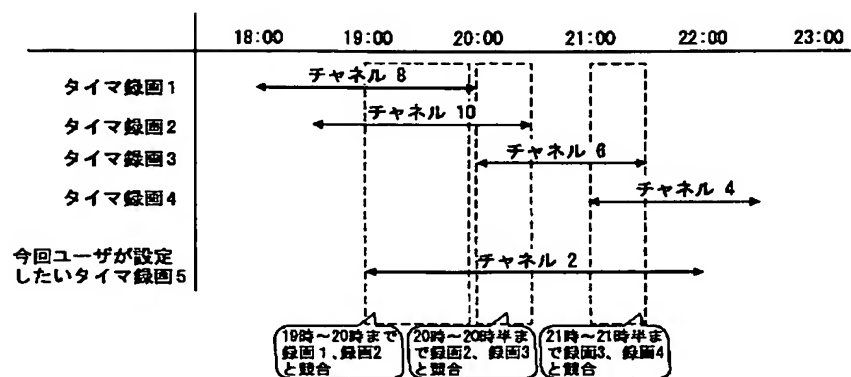 18:00 19:00 20:00 21:00 22:00 23:00
タイマ録画1
チャネル 8
タイマ録画2
チャネル 10
タイマ録画3
チャネル 6
タイマ録画4
チャネル 4
今回ユーザが設定
したいタイマ録画5
チャネル 2
19時～20時まで
録画1、録画2
と競合
20時～20時半ま
で録画2、録画3
と競合
21時～21時半ま
で録画3、録画4
と競合